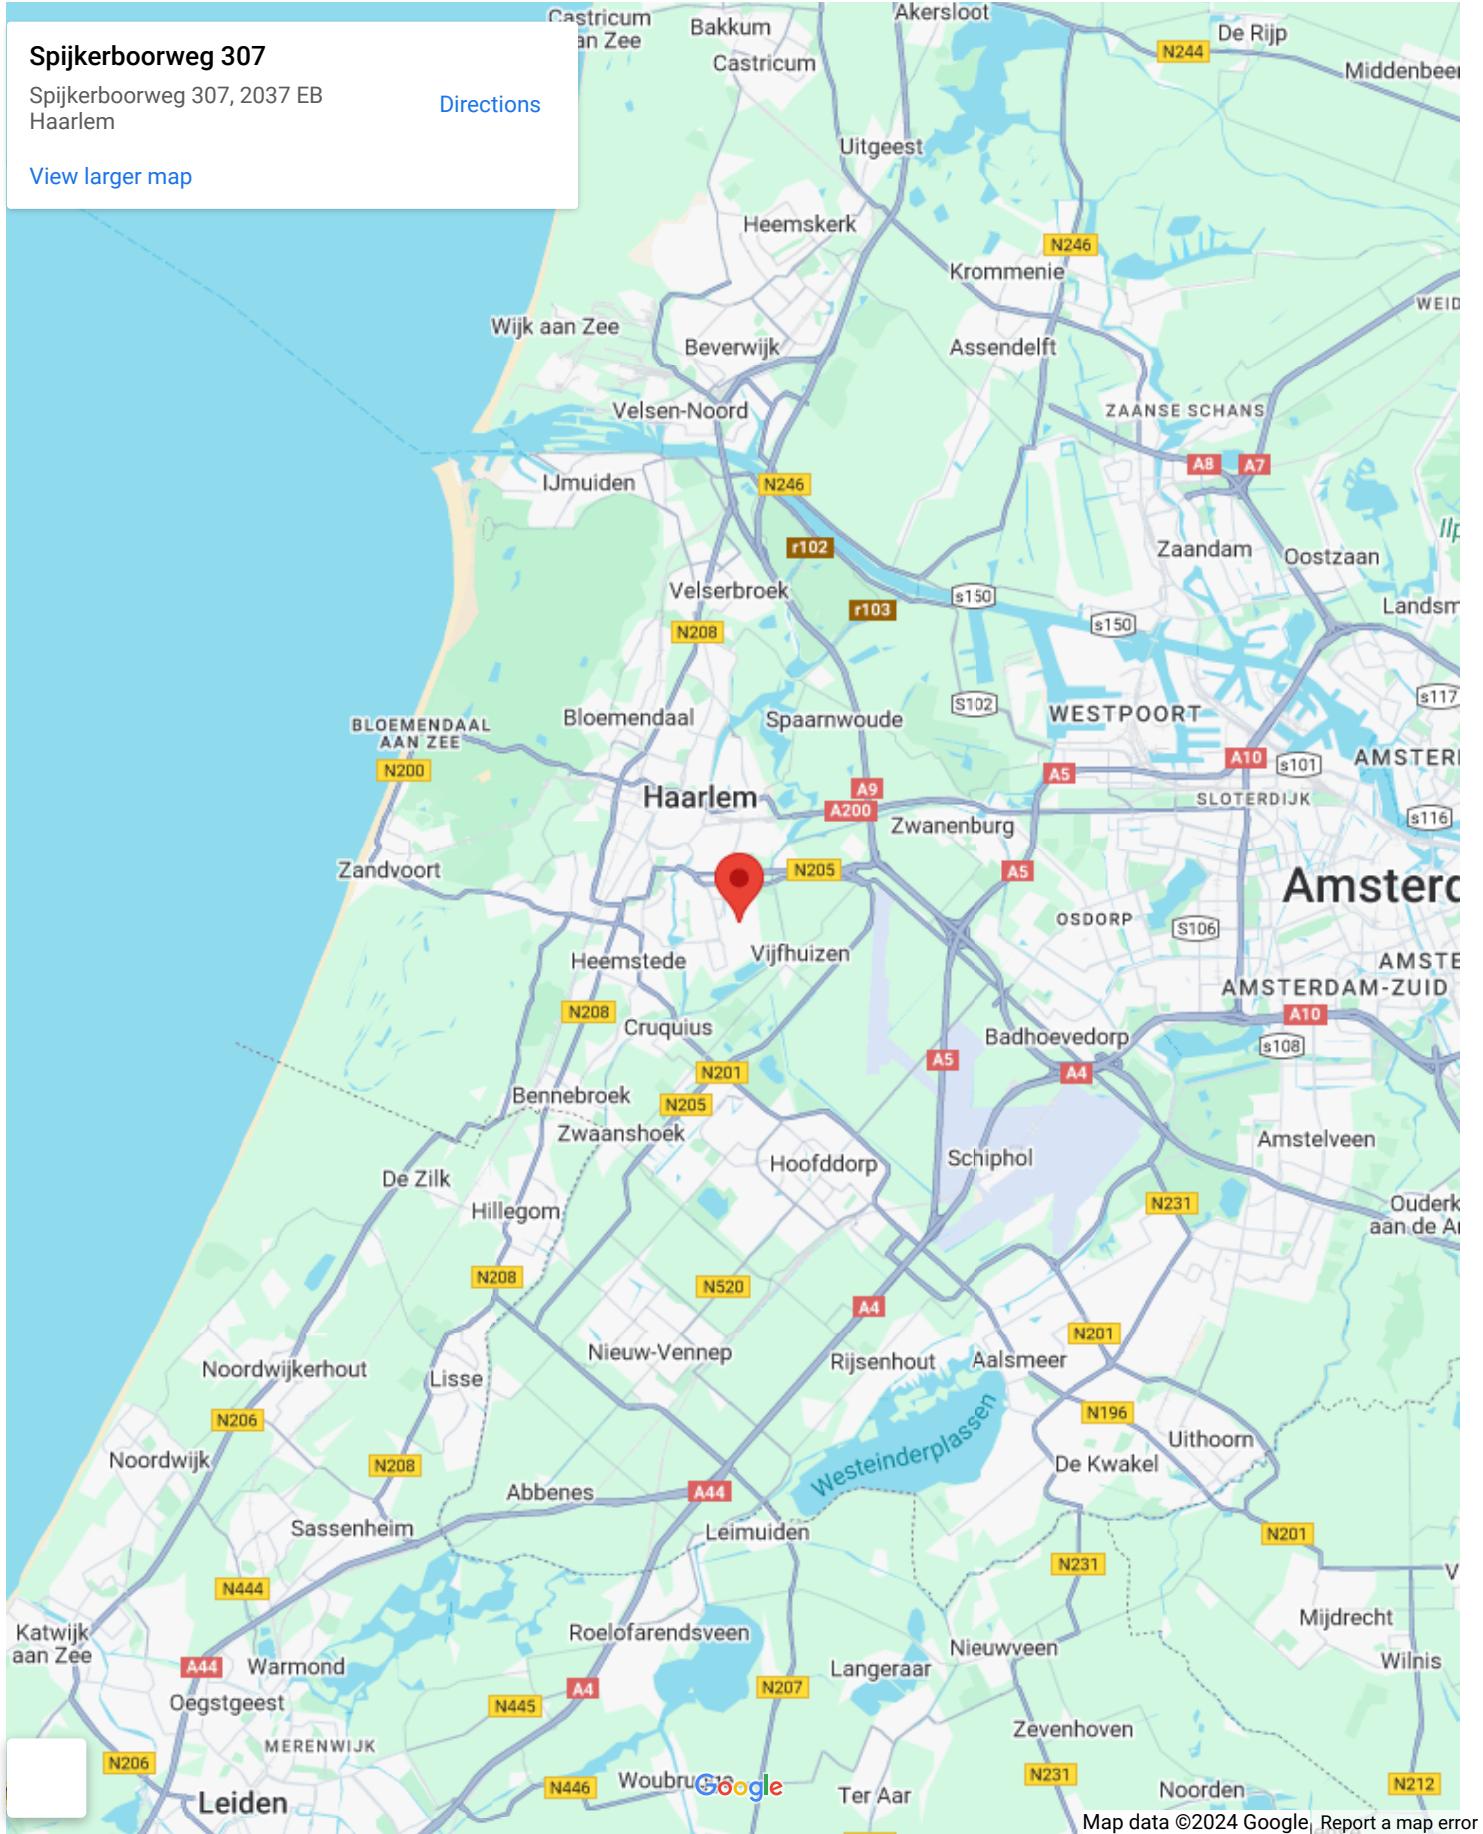 Spijkerboorweg 307
Spijkerboorweg 307, 2037 EB
Haarlem
Directions
View larger map
Castricum
an Zee
Bakkum
Castricum
Akersloot
De Rijp
N244
Middenbee
Uitgeest
Heemskerk
N246
Krommenie
WEID
Wijk aan Zee
Beverwijk
Assendelft
Velsen-Noord
ZAANSE SCHANS
A8
A7
IJmuiden
N246
Ilp
r102
Zaandam
Oostzaan
Velserbroek
s150
r103
Landsm
s150
N208
s117
S102
Bloemendaal
Spaarnwoude
WESTPOORT
BLOEMENDAAL
AAN ZEE
N200
A10
s101
AMSTER
A5
Haarlem
A9
A200
SLOTERDIJK
s116
Zwanenburg
Zandvoort
N205
A5
Amsterd
OSDORP
S106
Heemstede
Vijfhuizen
AMSTE
AMSTERDAM-ZUID
N208
A10
Cruquius
Badhoevedorp
s108
A5
A4
N201
Bennebroek
N205
Zwaanshoek
Amstelveen
Hoofddorp
Schiphol
De Zilk
Hillegom
N231
Ouderk
aan de A
N208
N520
A4
N201
Nieuw-Vennep
Rijsenhout
Aalsmeer
Noordwijkerhout
Lisse
N206
N196
Westeinderplassen
Uithoorn
Noordwijk
N208
De Kwakel
Abbenes
A44
Sassenheim
Leimuiden
N201
N231
N444
V
Katwijk
aan Zee
Roelofarendsveen
Mijdrecht
Nieuwveen
A44
Warmond
Langeraar
Wilnis
Oegstgeest
A4
N207
N445
Zevenhoven
MERENWIJK
N206
N446
Woubru
Google
N231
Noorden
N212
Leiden
Ter Aar
Map data ©2024 Google
Report a map error